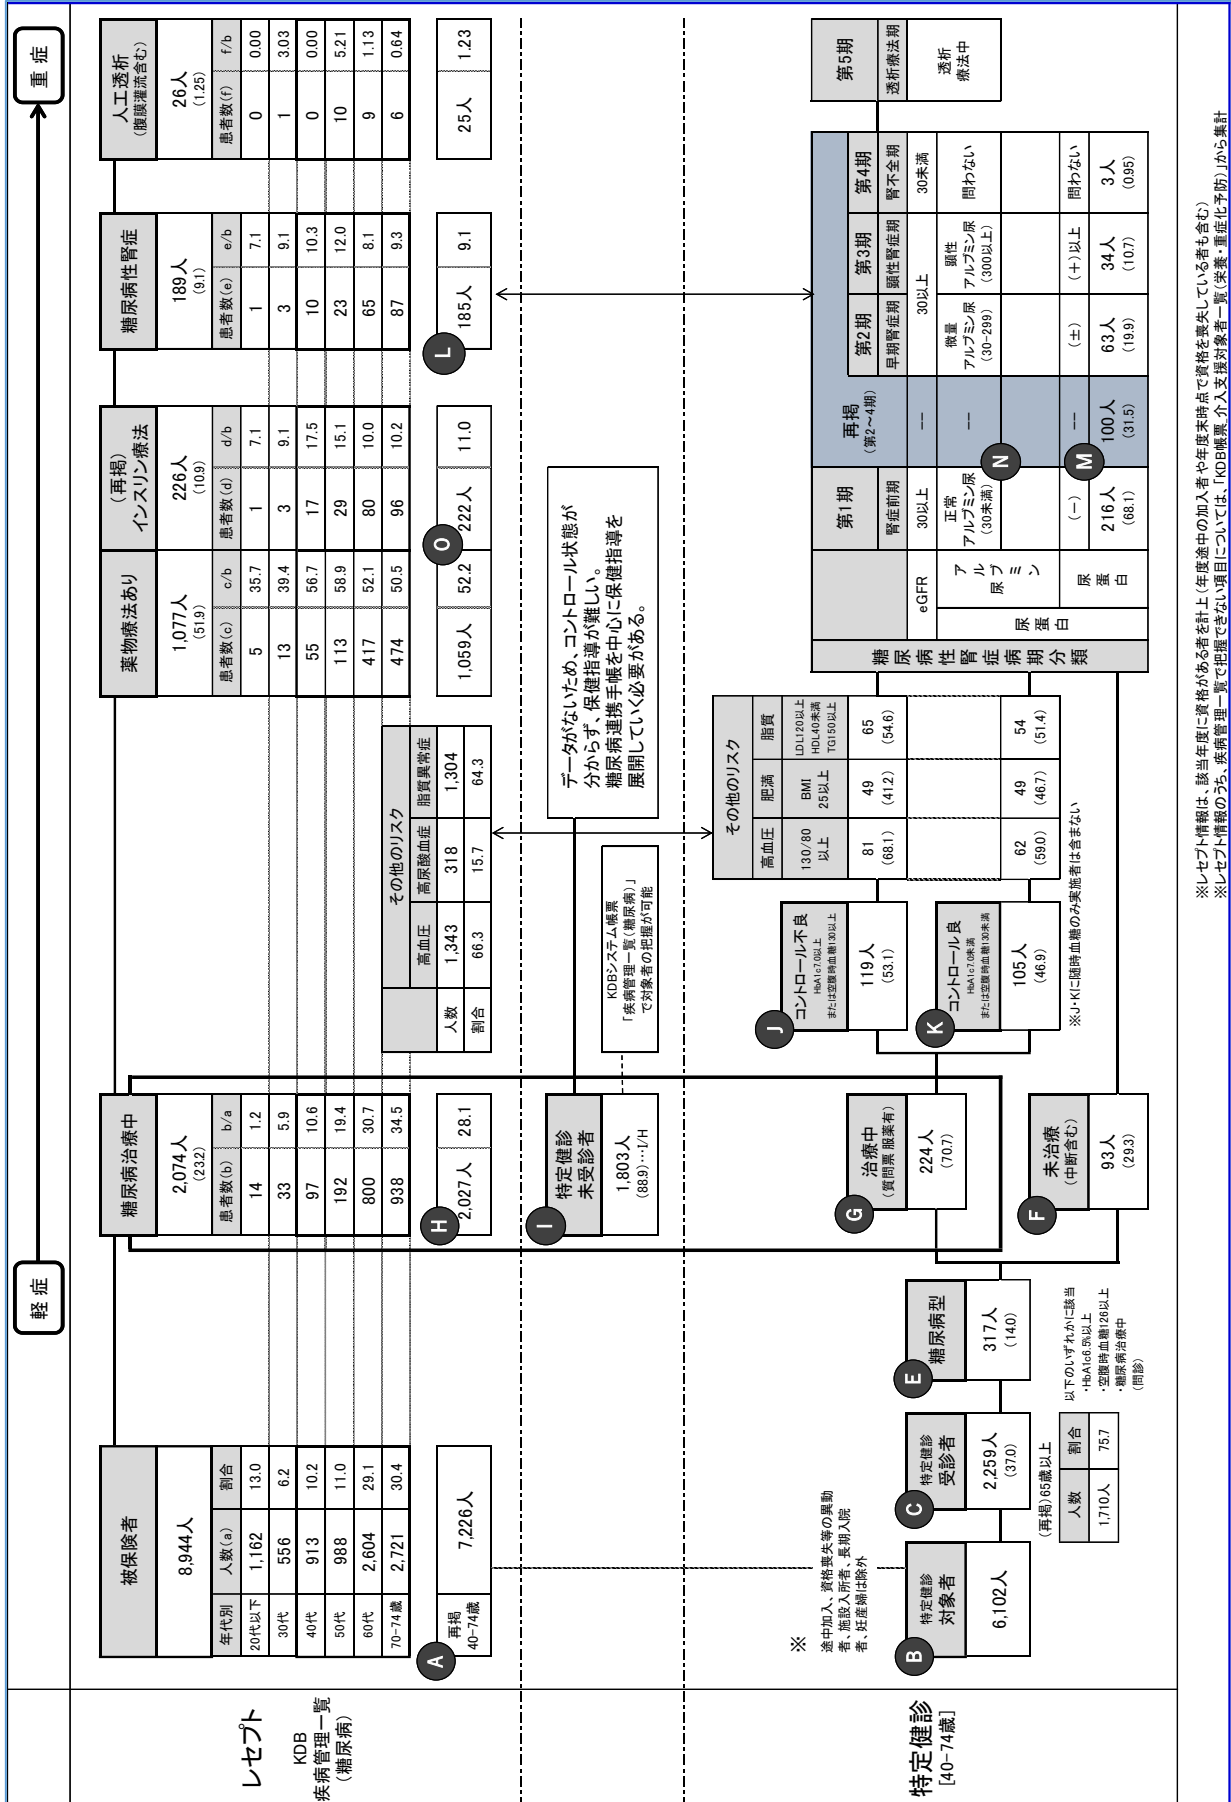 軽症
重症
レセプト
KDB
疾病管理一覧
(糖尿病)
被保険者
8,944人
年代別 人数(a) 割合
20代以下 1,162 13.0
30代 556 6.2
40代 913 10.2
50代 988 11.0
60代 2,604 29.1
70-74歳 2,721 30.4
A
再掲
40-74歳
7,226人
糖尿病治療中
2,074人
(23.2)
患者数(b) b/a
14 1.2
33 5.9
97 10.6
192 19.4
800 30.7
938 34.5
H
2,027人 28.1
その他のリスク
高血圧 高尿酸血症 脂質異常症
人数 1,343 318 1,304
割合 66.3 15.7 64.3
薬物療法あり
1,077人
(51.9)
患者数(c) c/b
5 35.7
13 39.4
55 56.7
113 58.9
417 52.1
474 50.5
1,059人 52.2
(再掲)
インスリン療法
226人
(10.9)
患者数(d) d/b
1 7.1
3 9.1
17 17.5
29 15.1
80 10.0
96 10.2
O
222人 11.0
糖尿病性腎症
189人
(9.1)
患者数(e) e/b
1 7.1
3 9.1
10 10.3
23 12.0
65 8.1
87 9.3
L
185人 9.1
人工透析
(腹膜灌流含む)
26人
(1.25)
患者数(f) f/b
0 0.00
1 3.03
0 0.00
10 5.21
9 1.13
6 0.64
25人 1.23
I
特定健診
未受診者
1,803人
(88.9)…I/H
KDBシステム帳票
「疾病管理一覧(糖尿病)」
で対象者の把握が可能
データがないため、コントロール状態が
分からず、保健指導が難しい。
糖尿病連携手帳を中心に保健指導を
展開していく必要がある。
特定健診
[40-74歳]
※
途中加入、資格喪失等の異動
者、施設入所者、長期入院
者、妊産婦は除外
B
特定健診
対象者
6,102人
C
特定健診
受診者
2,259人
(37.0)
(再掲)65歳以上
人数 割合
1,710人 75.7
E
糖尿病型
317人
(14.0)
以下のいずれかに該当
・HbA1c6.5%以上
・空腹時血糖126以上
・糖尿病治療中
(問診)
G
治療中
(質問票 服薬有)
224人
(70.7)
F
未治療
(中断含む)
93人
(29.3)
J
コントロール不良
HbA1c7.0以上
または空腹時血糖130以上
119人
(53.1)
K
コントロール良
HbA1c7.0未満
または空腹時血糖130未満
105人
(46.9)
※J・Kに随時血糖のみ実施者は含まない
その他のリスク
高血圧 肥満 脂質
130/80
以上
BMI
25以上
LDL120以上
HDL40未満
TG150以上
81 49 65
(68.1) (41.2) (54.6)
62 49 54
(59.0) (46.7) (51.4)
糖尿病性腎症病期分類
第1期 再掲 第2期 第3期 第4期 第5期
(第2~4期)
腎症前期 早期腎症期 顕性腎症期 腎不全期 透析療法期
eGFR 30以上 -- 30以上 30未満
透析
療法中
尿蛋白
尿アルブミン
正常
アルブミン尿
(30未満)
--
微量
アルブミン尿
(30-299)
顕性
アルブミン尿
(300以上)
問わない
N
尿蛋白 (-) -- (±) (+)以上 問わない
M
216人 100人 63人 34人 3人
(68.1) (31.5) (19.9) (10.7) (0.95)
※レセプト情報は、該当年度に資格がある者を計上(年度途中の加入者や年度末時点で資格を喪失している者も含む)
※レセプト情報のうち、疾病管理一覧で把握できない項目については、「KDB帳票_介入支援対象者一覧(栄養・重症化予防)」から集計